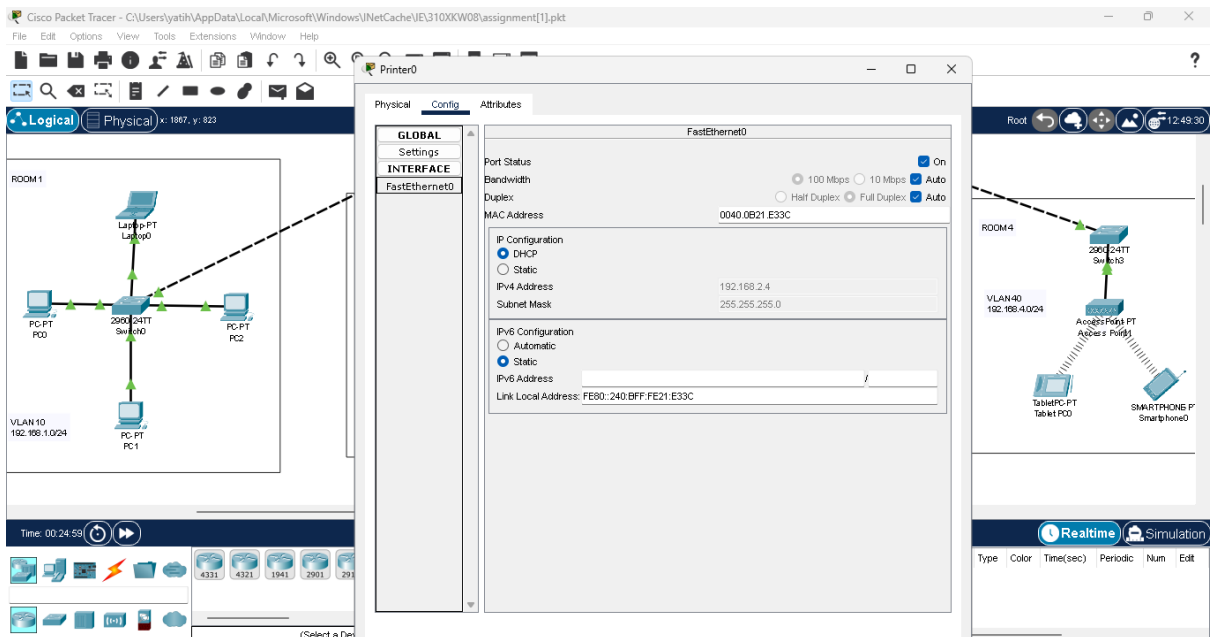 Cisco Packet Tracer - C:\Users\yatih\AppData\Local\Microsoft\Windows\INetCache\IE\310XKW08\assignment[1].pkt
File Edit Options View Tools Extensions Window Help
?
Printer0
Physical Config Attributes
Logical Physical x: 1867, y: 823
Root 12:49:30
GLOBAL
Settings
INTERFACE
FastEthernet0
FastEthernet0
Port Status On
Bandwidth 100 Mbps 10 Mbps Auto
Duplex Half Duplex Full Duplex Auto
MAC Address 0040.0B21.E33C
IP Configuration
DHCP
Static
IPv4 Address 192.168.2.4
Subnet Mask 255.255.255.0
IPv6 Configuration
Automatic
Static
IPv6 Address /
Link Local Address: FE80::240:BFF:FE21:E33C
ROOM 1
Laptop-PT
Laptop0
PC-PT
PC0
2960-24TT
Switch0
PC-PT
PC2
VLAN 10
192.168.1.0/24
PC-PT
PC1
ROOM 4
2960-24TT
Switch3
VLAN40
192.168.4.0/24
Access Point-PT
Access Point1
TabletPC-PT
Tablet PC0
SMARTPHONE-P
Smartphone0
Time: 00:24:59
Realtime Simulation
4331 4321 1941 2901 291
Type Color Time(sec) Periodic Num Edit
(Select a Dev